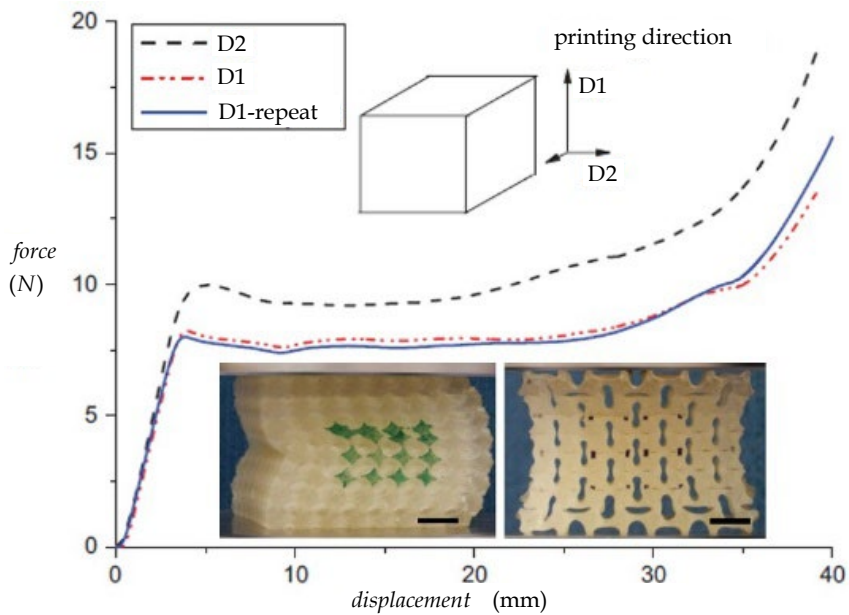 20
15
10
5
0
force
(N)
D2
D1
D1-repeat
printing direction
D1
D2
0
10
20
30
40
displacement (mm)